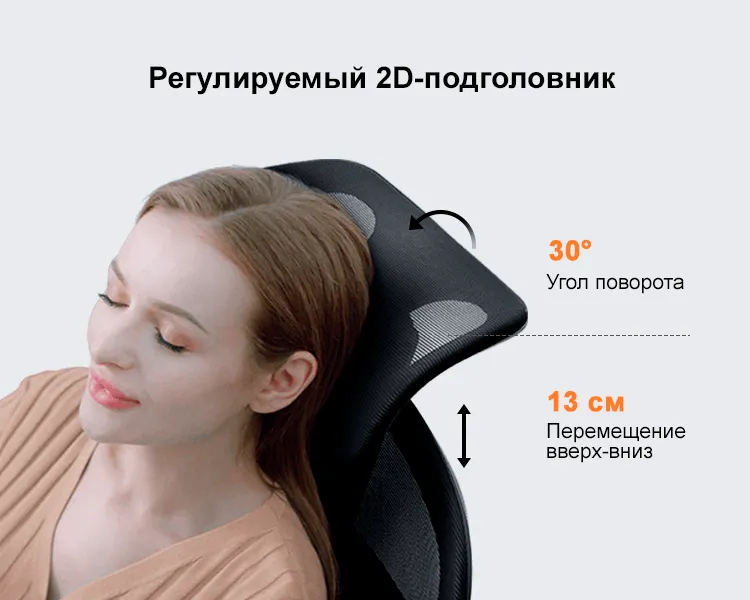 Регулируемый 2D-подголовник
30°
Угол поворота
13 см
Перемещение
вверх-вниз